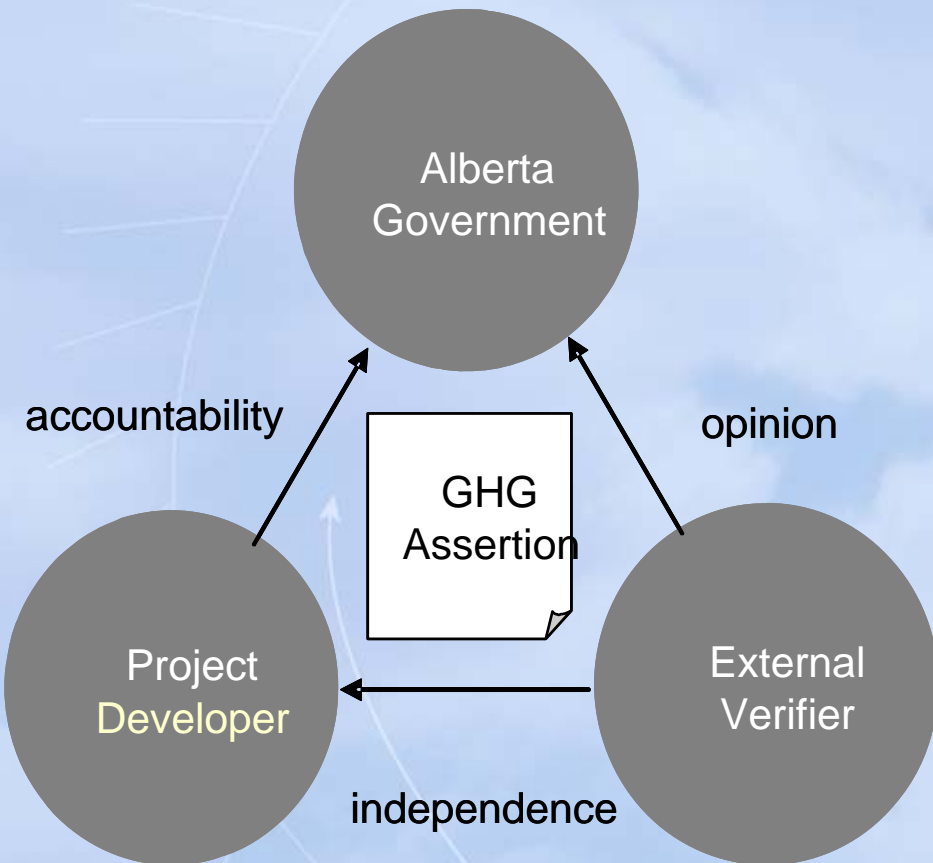 Alberta
Government
accountability
opinion
GHG
Assertion
Project
Developer
External
Verifier
independence